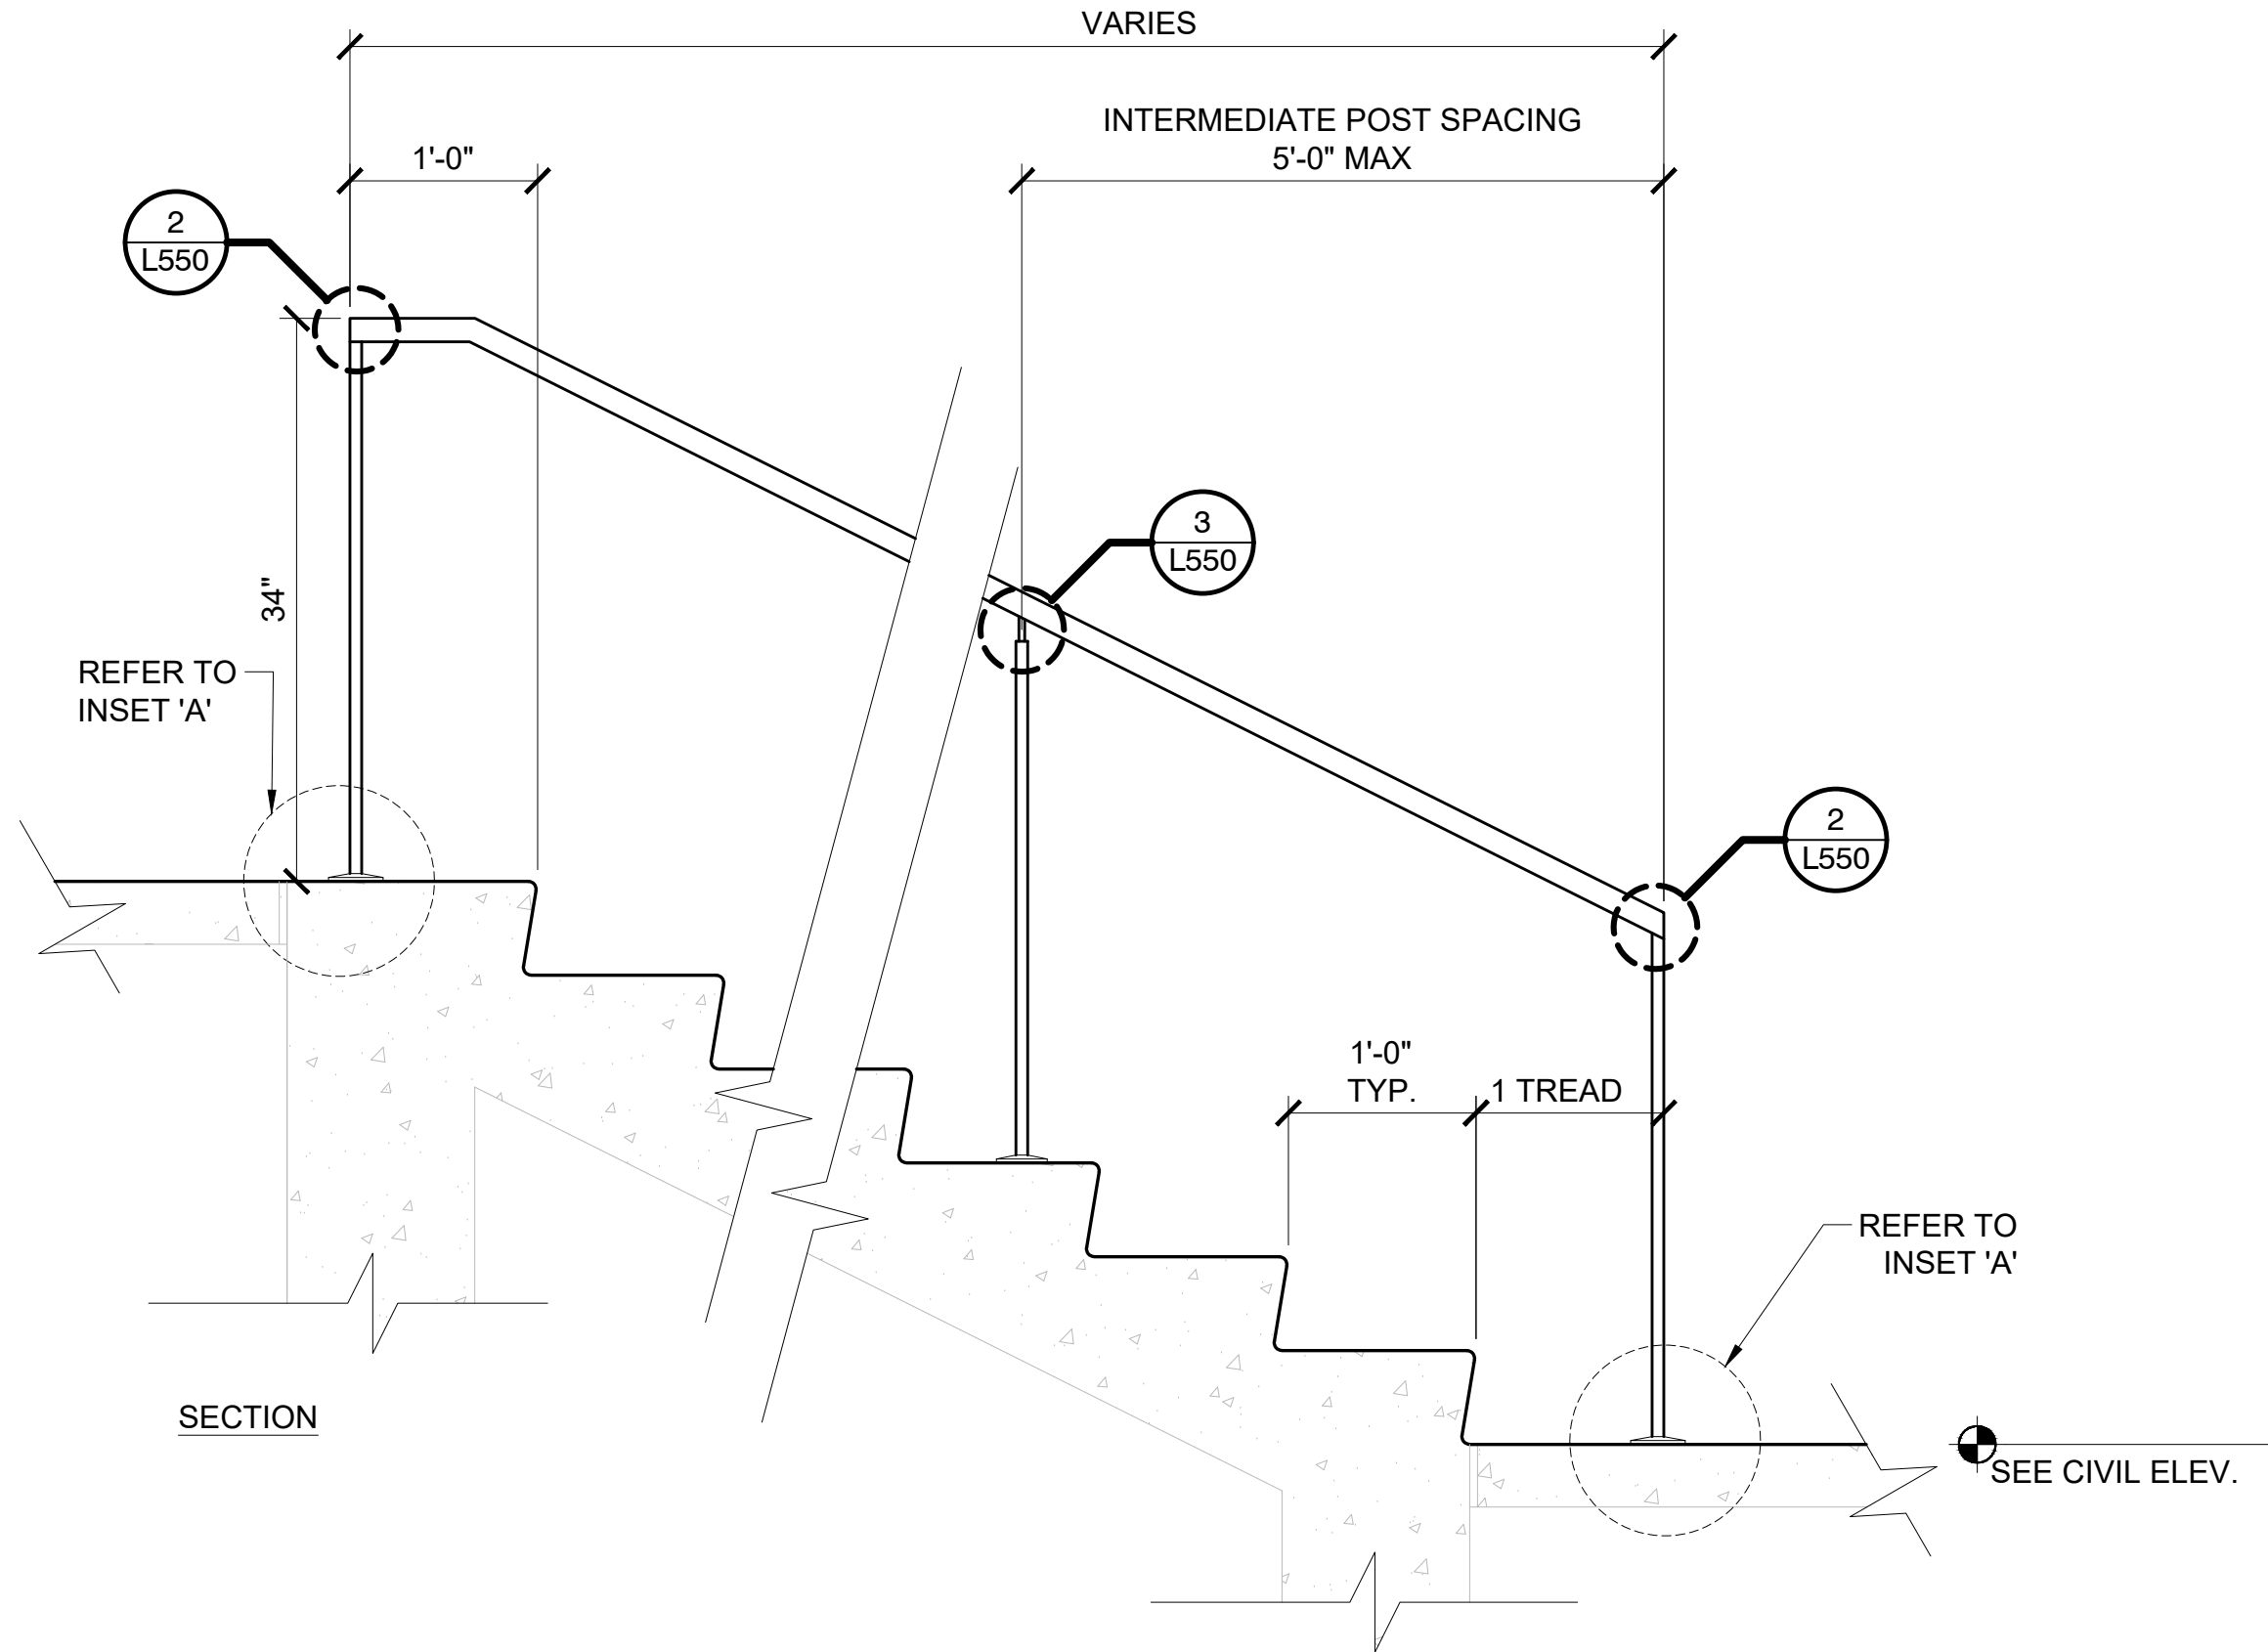 VARIES
INTERMEDIATE POST SPACING
5'-0" MAX
1'-0"
2
L550
3
L550
34"
REFER TO
INSET 'A'
2
L550
1'-0"
TYP.
1 TREAD
REFER TO
INSET 'A'
SECTION
SEE CIVIL ELEV.